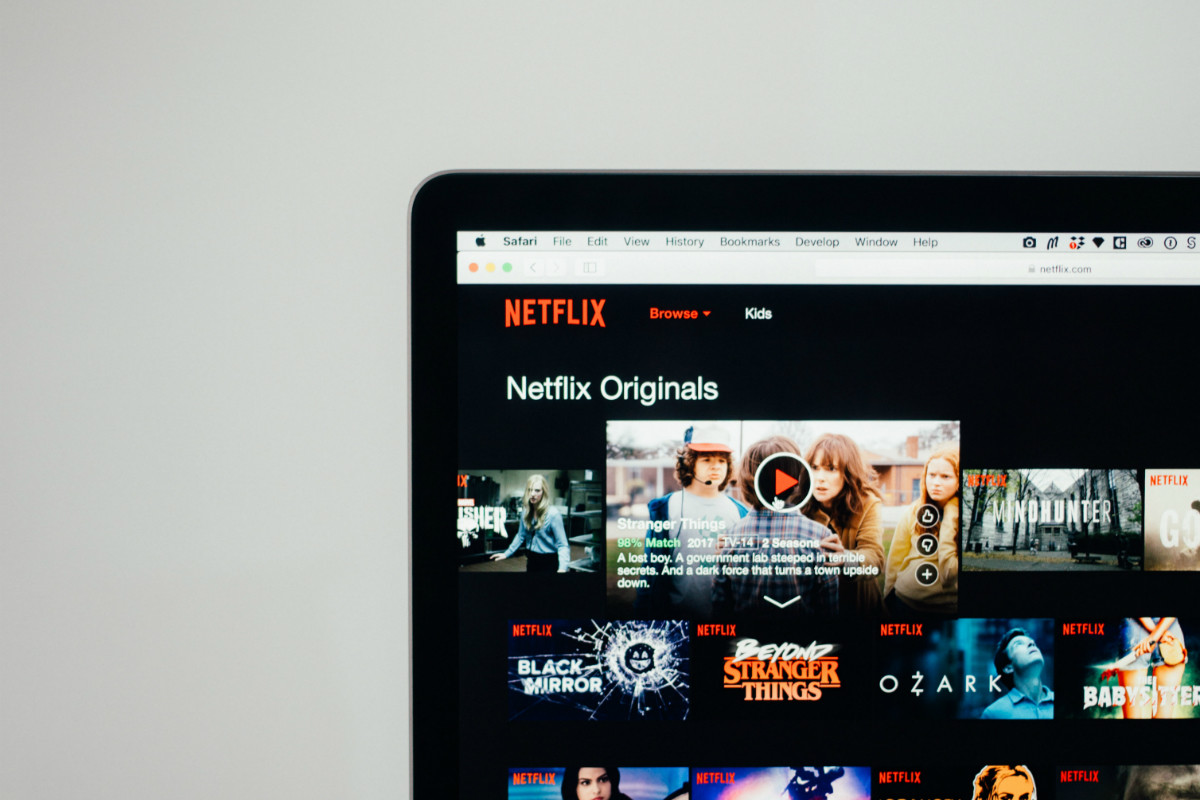 Safari File Edit View History Bookmarks Develop Window Help
netflix.com
NETFLIX Browse Kids
Netflix Originals
ISHER
Stranger Things
98% Match 2017 TV-14 2 Seasons
A lost boy. A government lab steeped in terrible
secrets. And a dark force that turns a town upside
down.
NETFLIX
MINDHUNTER
NETFLIX
GO
NETFLIX
BLACK
MIRROR
NETFLIX
BEYOND
STRANGER
THINGS
NETFLIX
OZARK
NETFLIX
THE
BABYSITTER
NETFLIX
NETFLIX
NETFLIX
NETFLIX